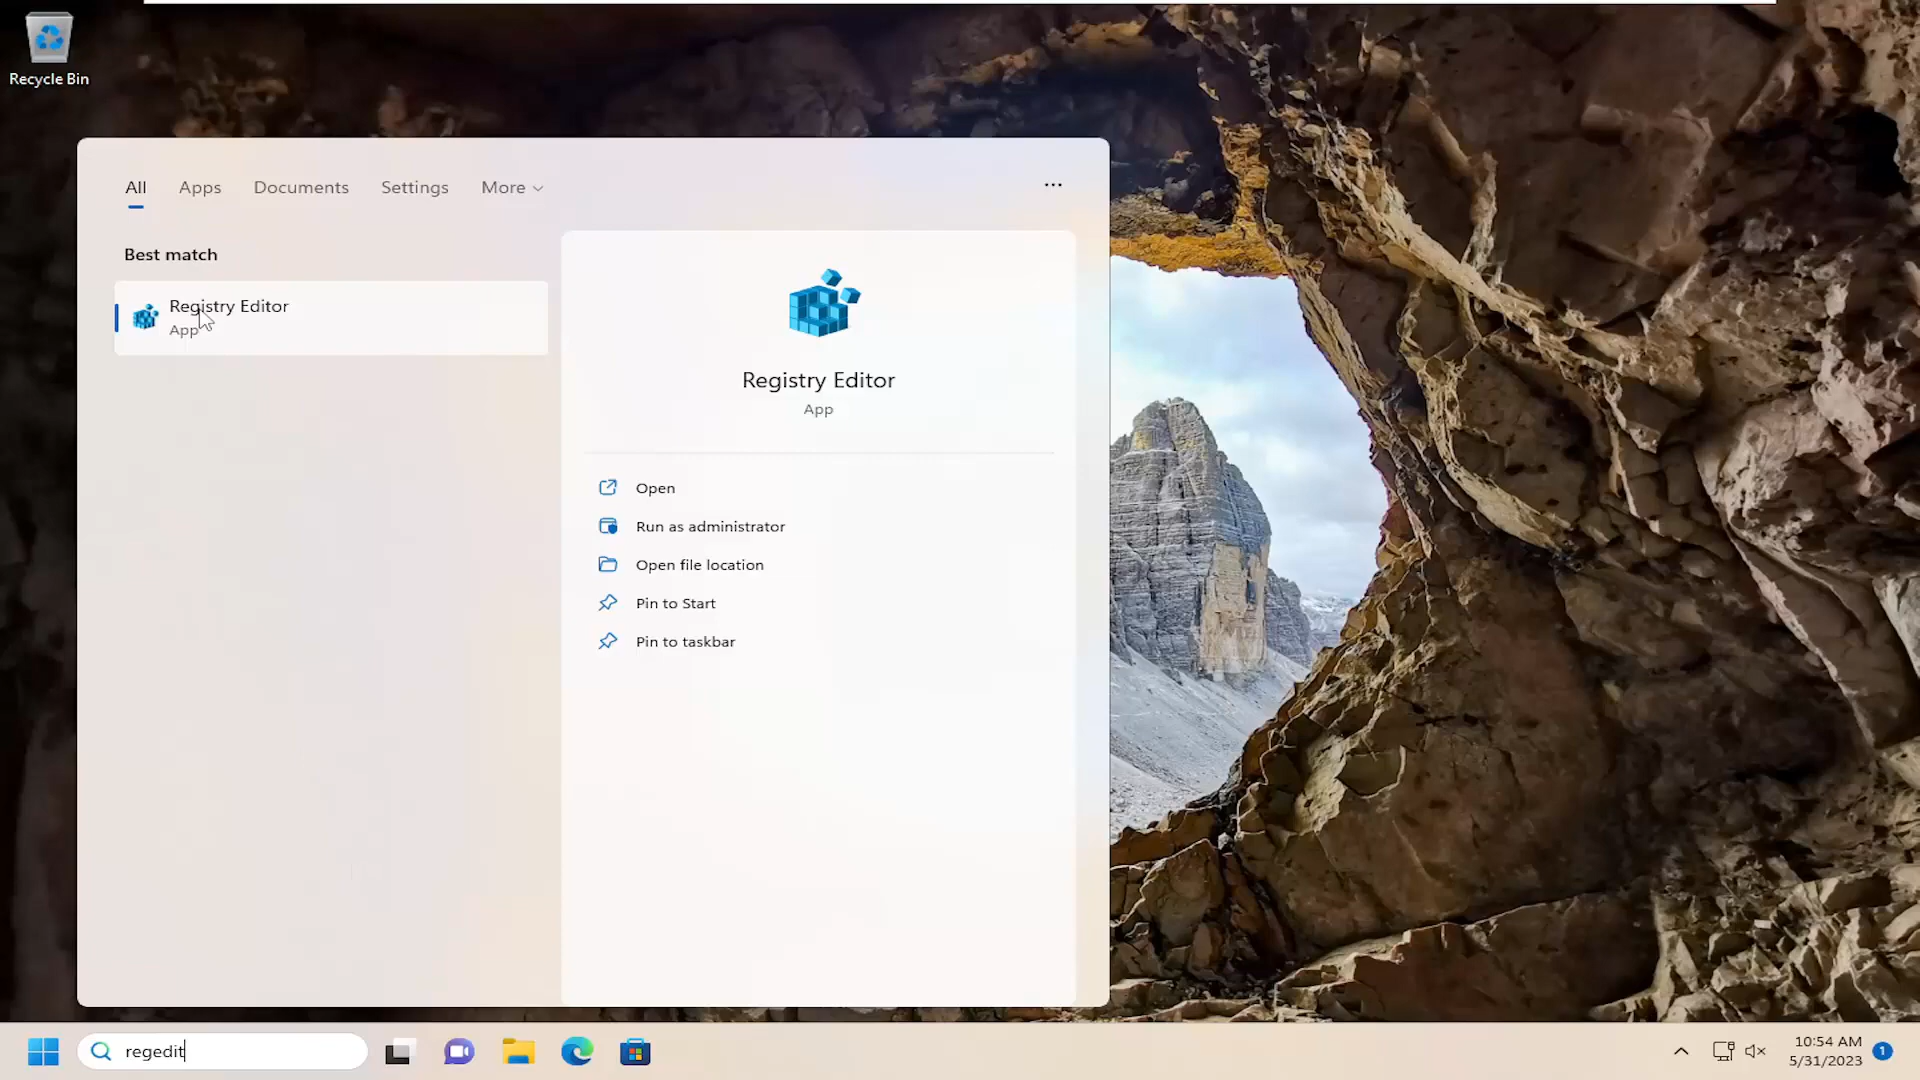 Recycle Bin
All Apps Documents Settings More
Best match
Registry Editor
App
Registry Editor
App
Open
Run as administrator
Open file location
Pin to Start
Pin to taskbar
regedit
10:54 AM
5/31/2023
1